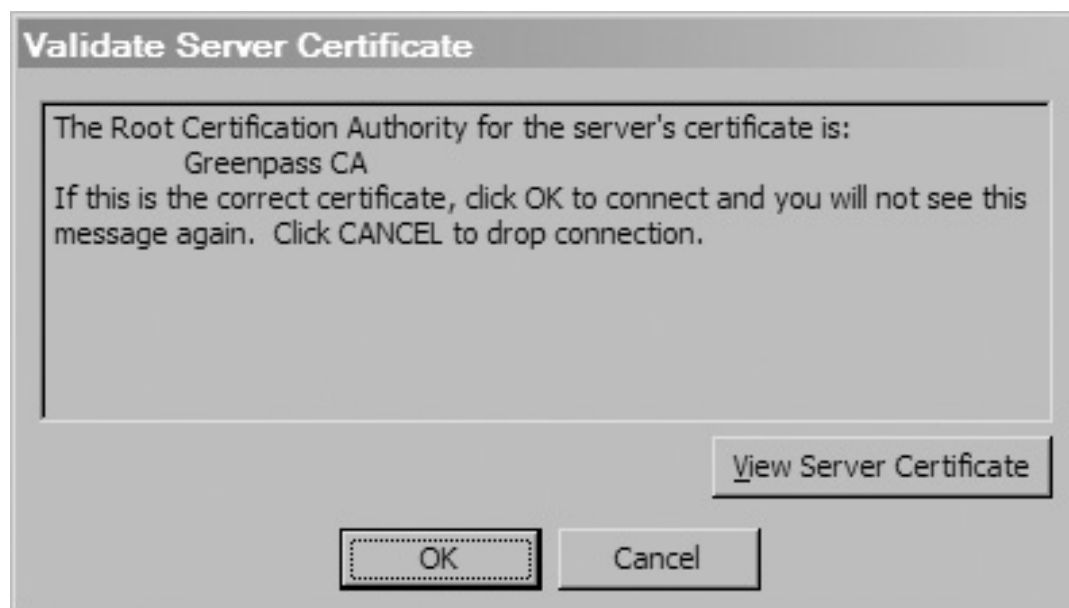 Validate Server Certificate
The Root Certification Authority for the server's certificate is:
Greenpass CA
If this is the correct certificate, click OK to connect and you will not see this
message again.  Click CANCEL to drop connection.
View Server Certificate
OK
Cancel